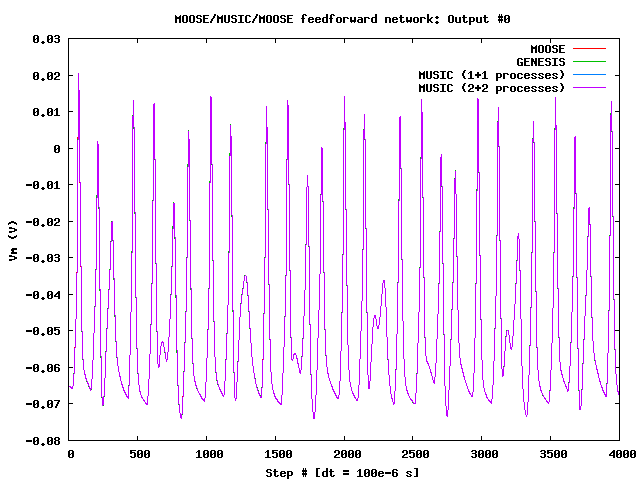 MOOSE/MUSIC/MOOSE feedforward network: Output #0
0.03
0.02
0.01
0
-0.01
-0.02
-0.03
-0.04
-0.05
-0.06
-0.07
-0.08
Vm (V)
MOOSE
GENESIS
MUSIC (1+1 processes)
MUSIC (2+2 processes)
0 500 1000 1500 2000 2500 3000 3500 4000
Step # [dt = 100e-6 s]